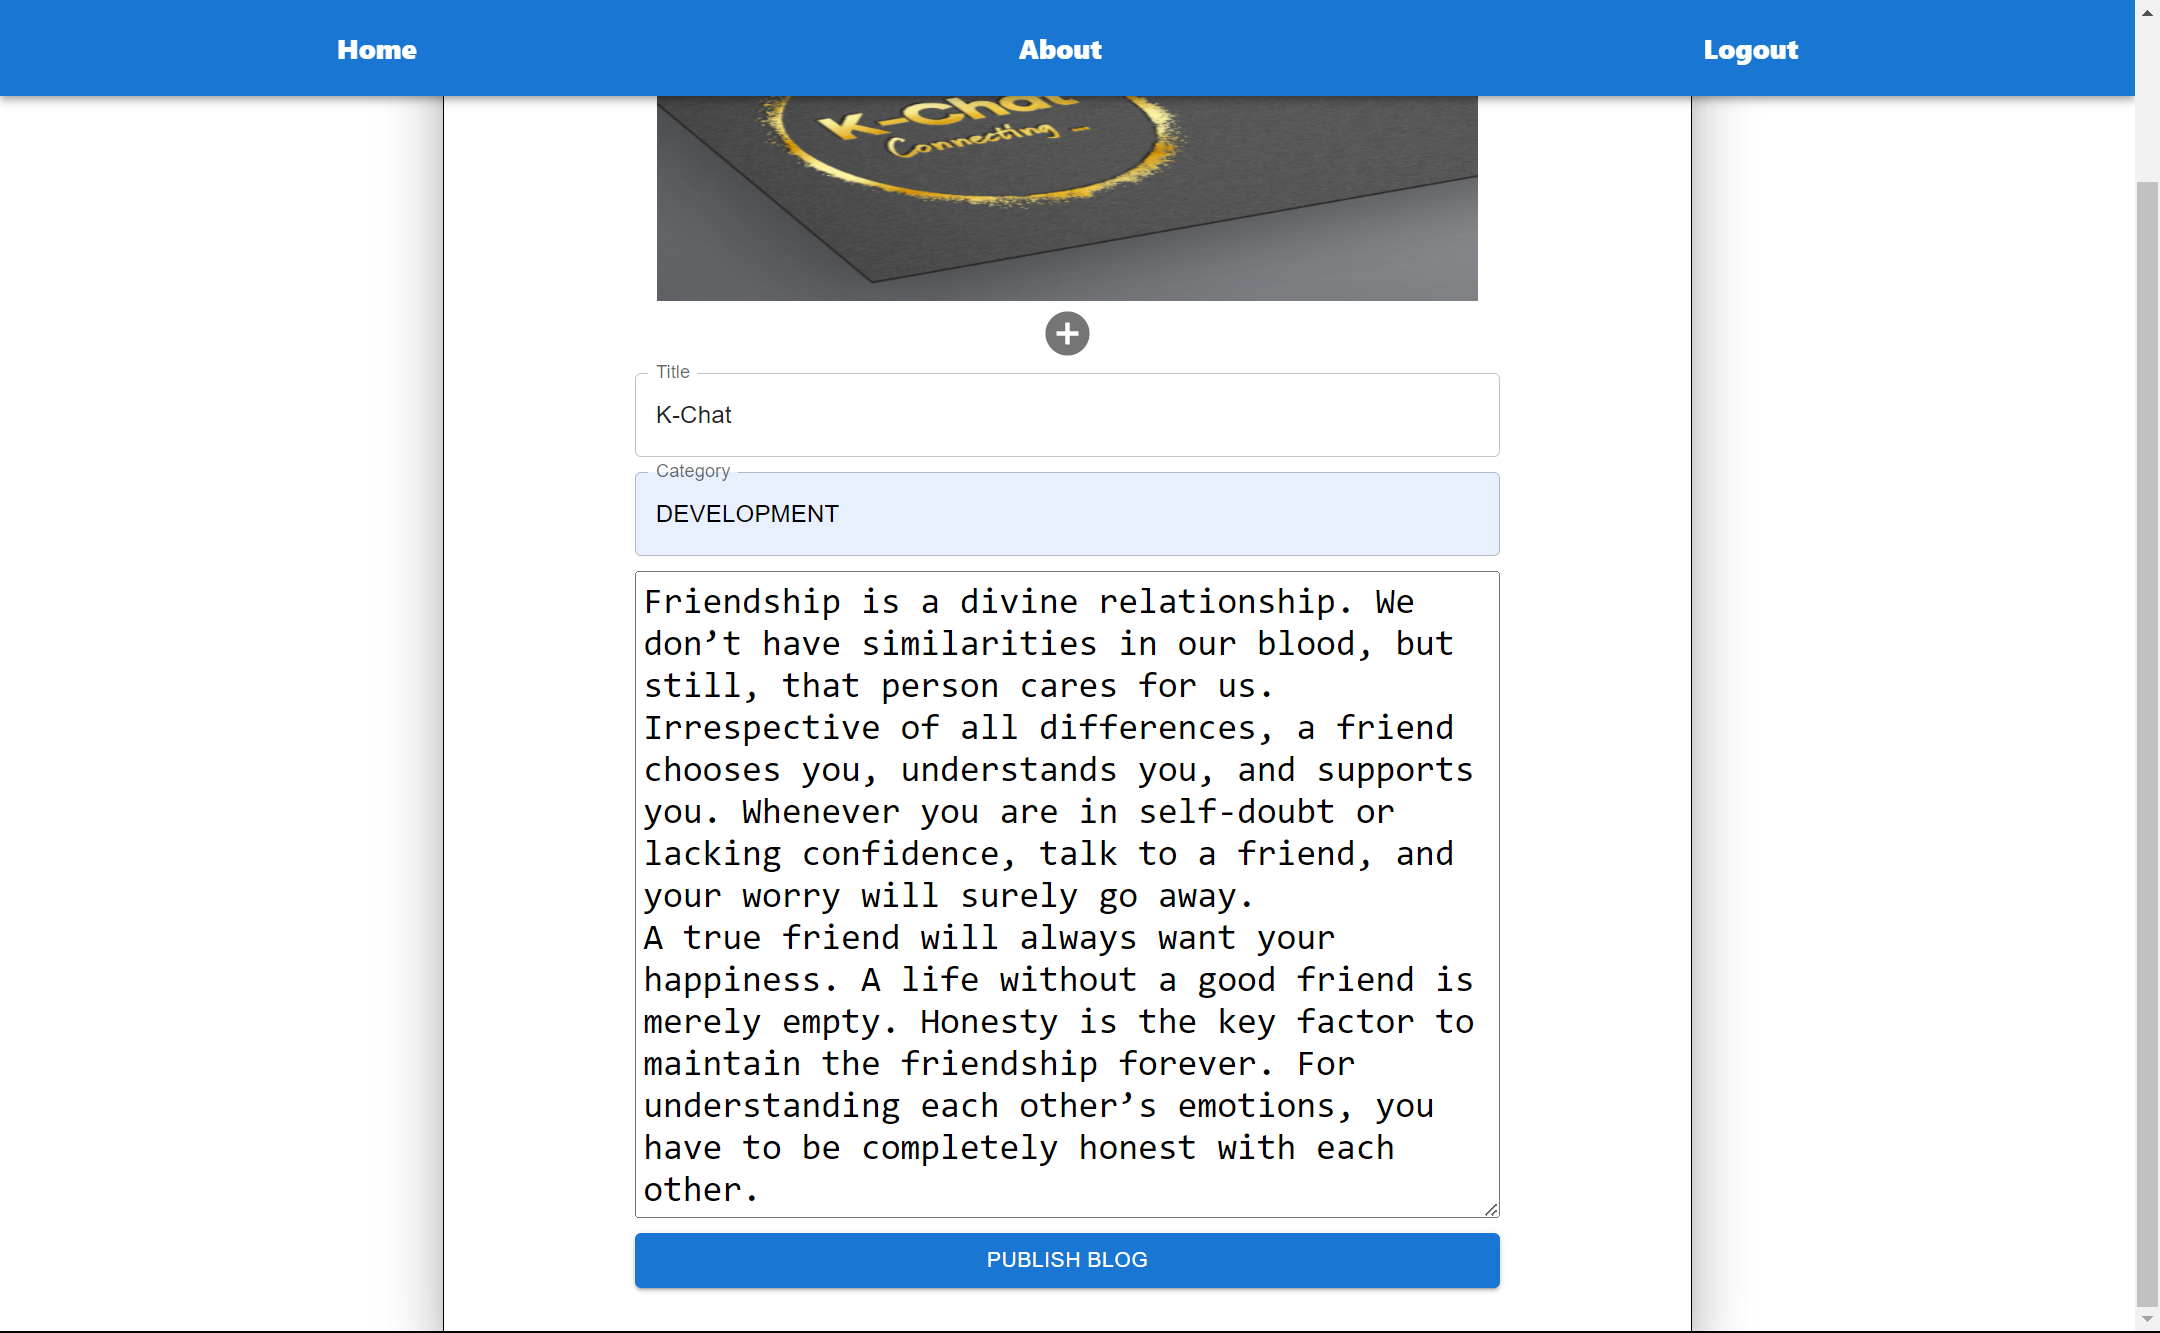 Home About Logout
K-Chat
Connecting ...
Title
K-Chat
Category
DEVELOPMENT
Friendship is a divine relationship. We
don’t have similarities in our blood, but
still, that person cares for us.
Irrespective of all differences, a friend
chooses you, understands you, and supports
you. Whenever you are in self-doubt or
lacking confidence, talk to a friend, and
your worry will surely go away.
A true friend will always want your
happiness. A life without a good friend is
merely empty. Honesty is the key factor to
maintain the friendship forever. For
understanding each other’s emotions, you
have to be completely honest with each
other.
PUBLISH BLOG